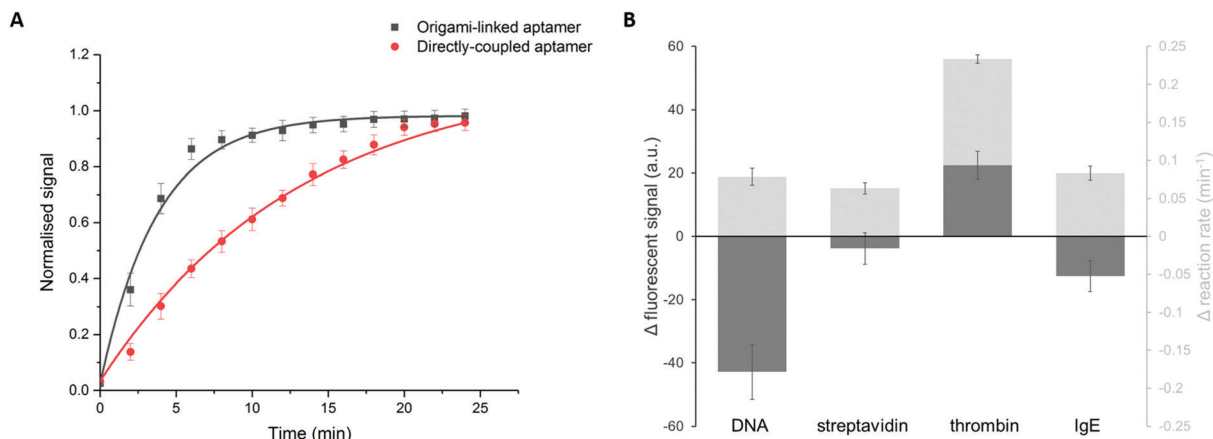 A
Origami-linked aptamer
Directly-coupled aptamer
1.2
1.0
0.8
0.6
0.4
0.2
0.0
Normalised signal
0 5 10 15 20 25
Time (min)
B
60
40
20
0
-20
-40
-60
Δ fluorescent signal (a.u.)
0.25
0.2
0.15
0.1
0.05
0
-0.05
-0.1
-0.15
-0.2
-0.25
Δ reaction rate (min⁻¹)
DNA streptavidin thrombin IgE